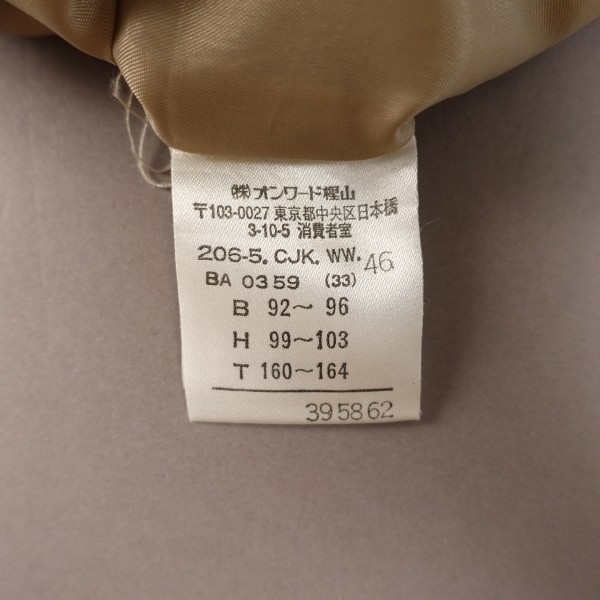 ㈱オンワード樫山
〒103-0027 東京都中央区日本橋
3-10-5 消費者室
206-5. CJK. WW. 46
BA 0359 (33)
B 92〜 96
H 99〜103
T 160〜164
395862